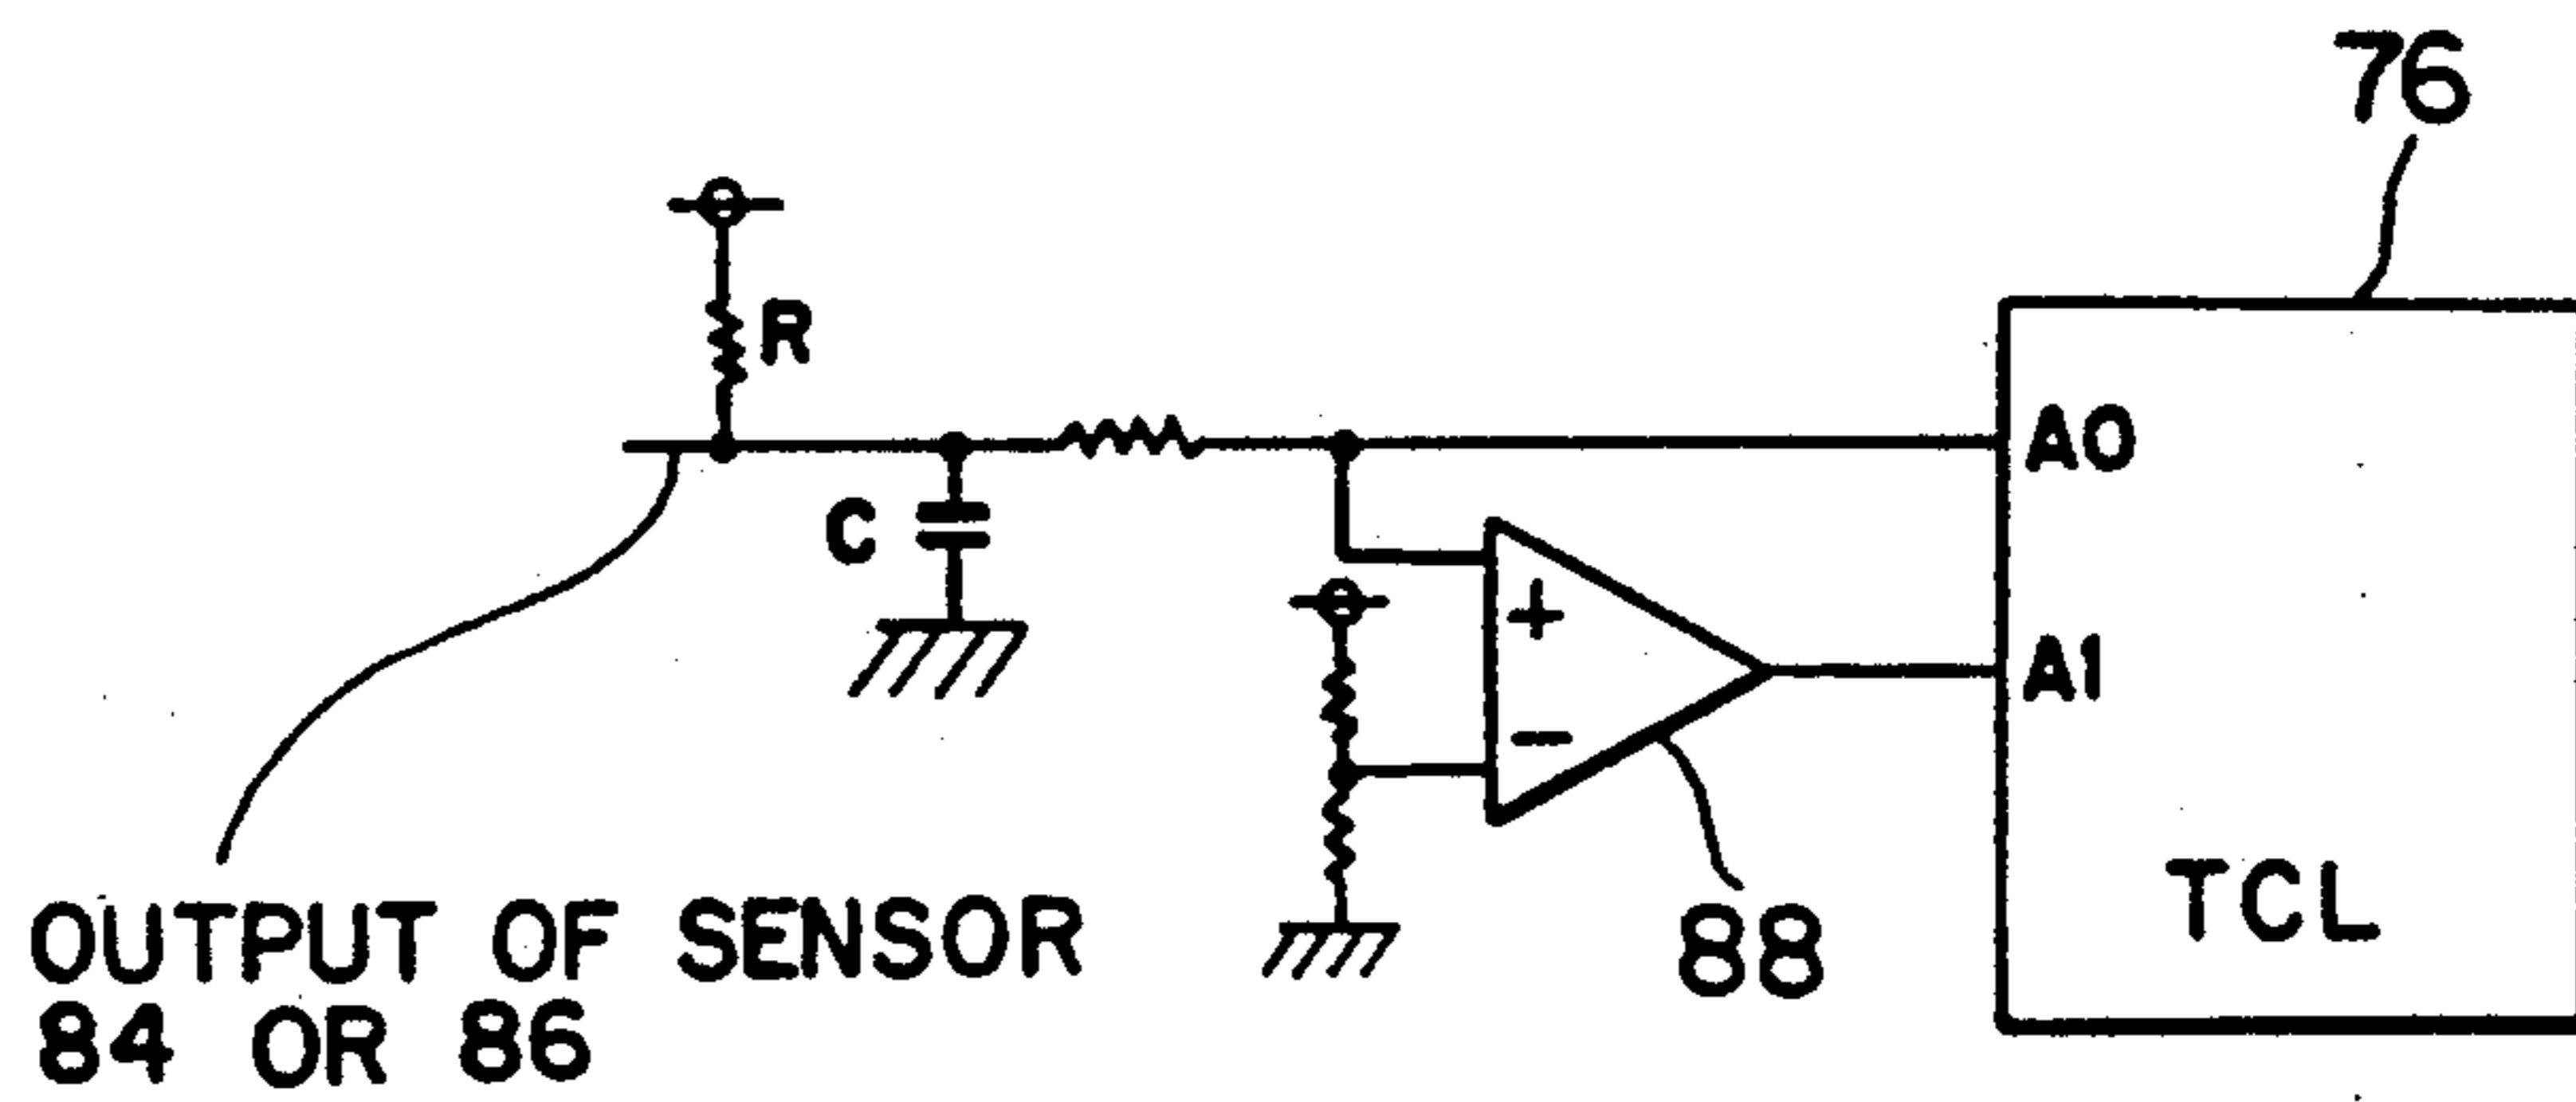 76
R
A0
C
+
A1
−
TCL
88
OUTPUT OF SENSOR
84 OR 86